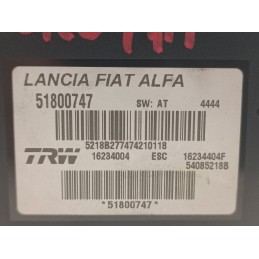 LANCIA FIAT ALFA
51800747 SW: AT 4444
5218B277474210118
TRW 16234004 ESC 16234404F
54085218B
*51800747*